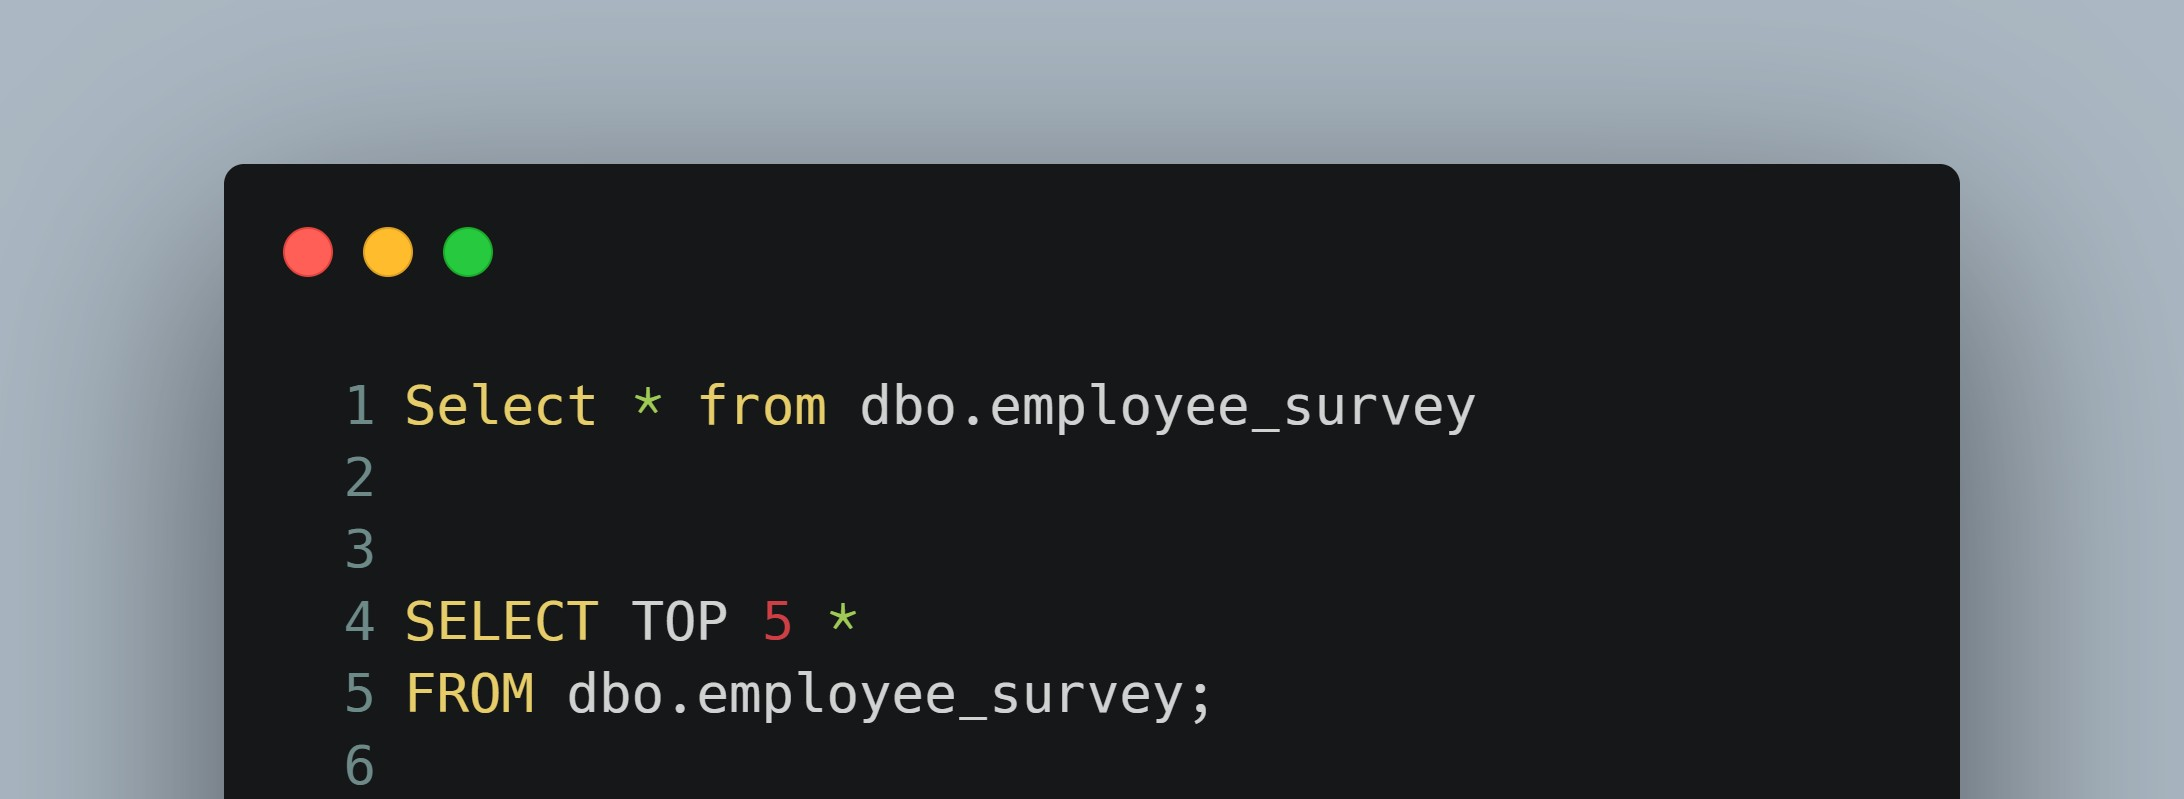 1 Select * from dbo.employee_survey
2
3
4 SELECT TOP 5 *
5 FROM dbo.employee_survey;
6